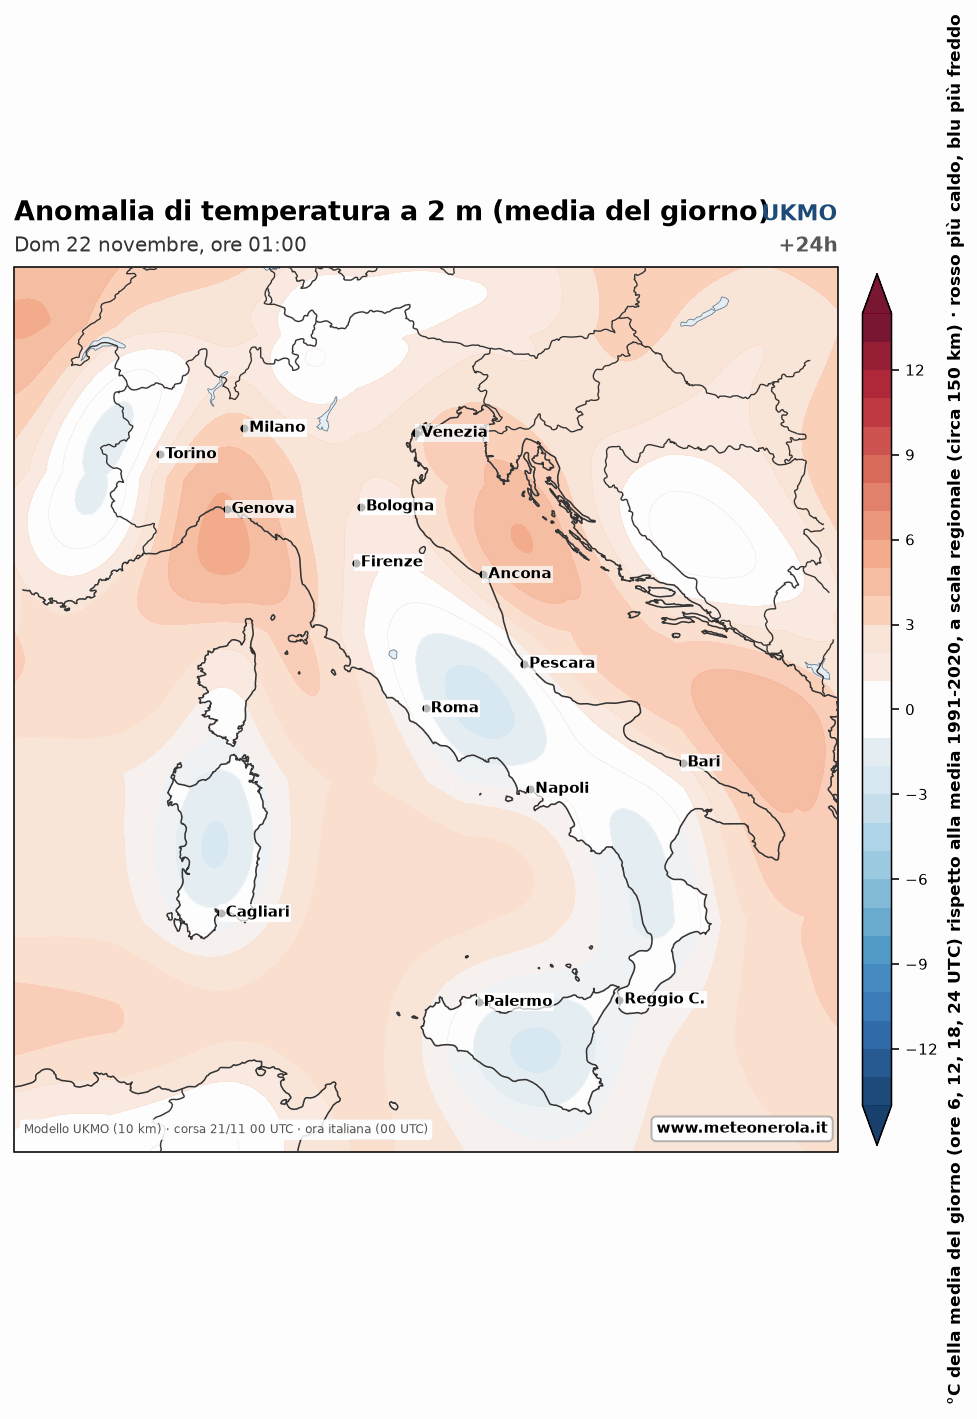 Anomalia di temperatura a 2 m (media del giorno)
UKMO
Dom 22 novembre, ore 01:00
+24h
Milano
Venezia
Torino
Genova
Bologna
Firenze
Ancona
Pescara
Roma
Bari
Napoli
Cagliari
Palermo
Reggio C.
Modello UKMO (10 km) · corsa 21/11 00 UTC · ora italiana (00 UTC)
www.meteonerola.it
12
9
6
3
0
−3
−6
−9
−12
°C della media del giorno (ore 6, 12, 18, 24 UTC) rispetto alla media 1991-2020, a scala regionale (circa 150 km) · rosso più caldo, blu più freddo